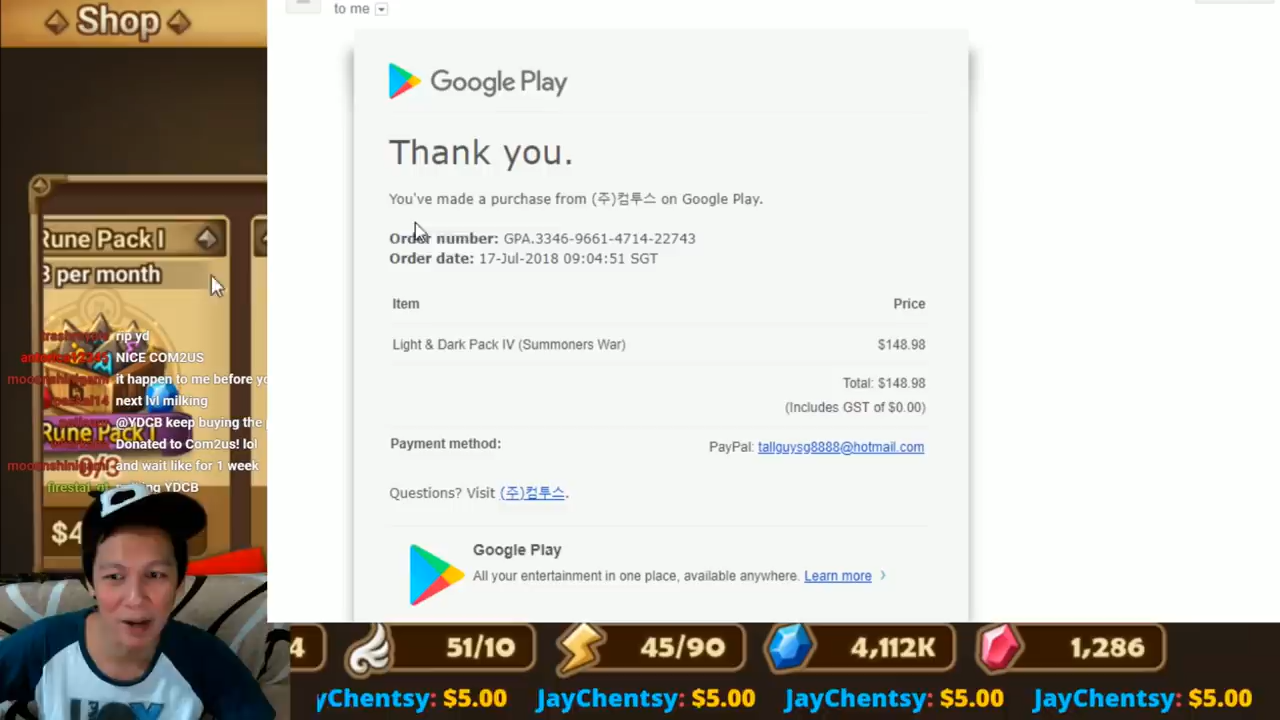 Shop
to me
Google Play
Thank you.
You've made a purchase from (주)컴투스 on Google Play.
Order number: GPA.3346-9661-4714-22743
Order date: 17-Jul-2018 09:04:51 SGT
Item Price
Light & Dark Pack IV (Summoners War) $148.98
Total: $148.98
(Includes GST of $0.00)
Payment method: PayPal: tallguysg8888@hotmail.com
Questions? Visit (주)컴투스.
Google Play
All your entertainment in one place, available anywhere. Learn more
Rune Pack I
3 per month
rip yd
NICE COM2US
it happen to me before yo
next lvl milking
@YDCB keep buying the
Donated to Com2us! lol
mooonshinigami and wait like for 1 week
YDCB
Rune Pack I
$4
4 51/10 45/90 4,112K 1,286
yChentsy: $5.00 JayChentsy: $5.00 JayChentsy: $5.00 JayChentsy: $5.00